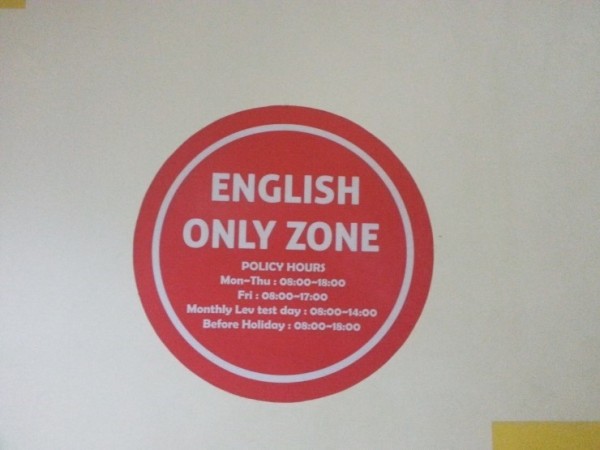 ENGLISH
ONLY ZONE
POLICY HOURS
Mon~Thu : 08:00~18:00
Fri : 08:00~17:00
Monthly Lev test day : 08:00~14:00
Before Holiday : 08:00~18:00